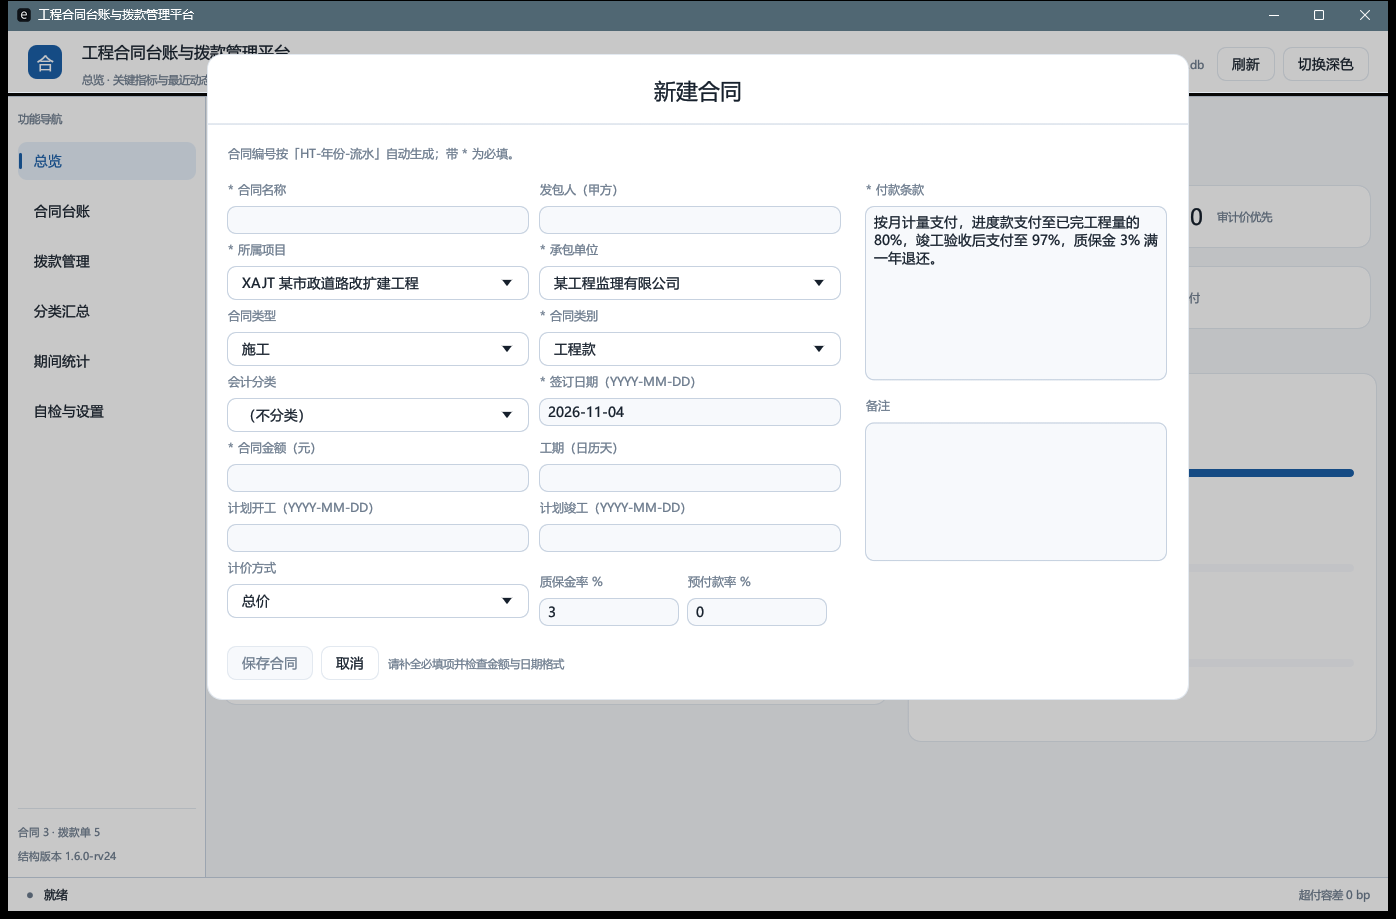 工程合同台账与拨款管理平台
合
工程合同台账与拨款管理平台
总览 · 关键指标与最近动态
db
刷新
切换深色
功能导航
总览
合同台账
拨款管理
分类汇总
期间统计
自检与设置
合同 3 · 拨款单 5
结构版本 1.6.0-rv24
新建合同
合同编号按「HT-年份-流水」自动生成；带 * 为必填。
* 合同名称
发包人（甲方）
* 所属项目
XAJT 某市政道路改扩建工程
* 承包单位
某工程监理有限公司
合同类型
施工
* 合同类别
工程款
会计分类
（不分类）
* 签订日期（YYYY-MM-DD）
2026-11-04
* 合同金额（元）
工期（日历天）
计划开工（YYYY-MM-DD）
计划竣工（YYYY-MM-DD）
计价方式
总价
质保金率 %
3
预付款率 %
0
* 付款条款
按月计量支付，进度款支付至已完工程量的
80%，竣工验收后支付至 97%，质保金 3% 满
一年退还。
备注
保存合同
取消
请补全必填项并检查金额与日期格式
0
审计价优先
付
就绪
超付容差 0 bp